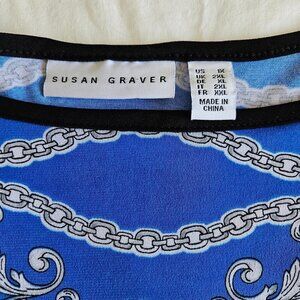 SUSAN GRAVER
US 1X
UK 2XL
DE XL
IT 2XL
FR XXL
MADE IN
CHINA